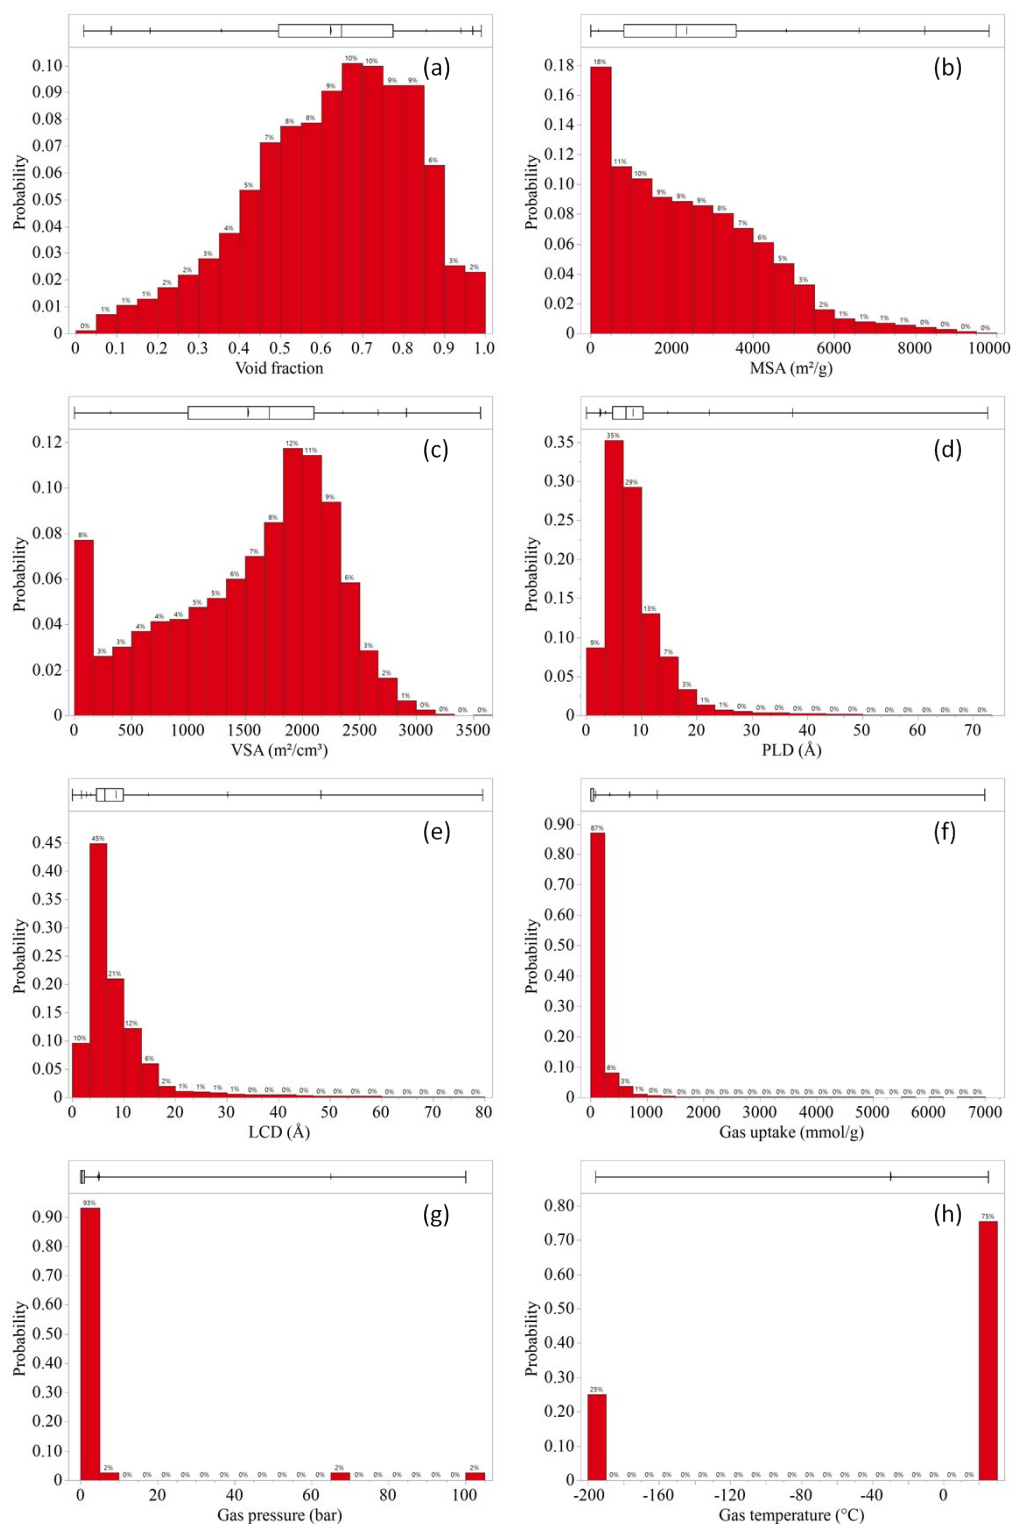 (a)
Probability
0.10
0.09
0.08
0.07
0.06
0.05
0.04
0.03
0.02
0.01
0
0% 1% 1% 1% 2% 2% 3% 4% 5% 7% 8% 8% 9% 10% 10% 9% 9% 6% 3% 2%
0 0.1 0.2 0.3 0.4 0.5 0.6 0.7 0.8 0.9 1.0
Void fraction
(b)
Probability
0.18
0.16
0.14
0.12
0.10
0.08
0.06
0.04
0.02
0
18% 11% 10% 9% 9% 9% 8% 7% 6% 5% 3% 2% 1% 1% 1% 1% 0% 0% 0% 0%
0 2000 4000 6000 8000 10000
MSA (m²/g)
(c)
Probability
0.12
0.10
0.08
0.06
0.04
0.02
0
8% 3% 3% 4% 4% 4% 5% 5% 6% 7% 8% 12% 11% 9% 6% 3% 2% 1% 0% 0% 0% 0%
0 500 1000 1500 2000 2500 3000 3500
VSA (m²/cm³)
(d)
Probability
0.35
0.30
0.25
0.20
0.15
0.10
0.05
0
9% 35% 29% 13% 7% 3% 1% 1% 0% 0% 0% 0% 0% 0% 0% 0% 0% 0% 0% 0% 0% 0%
0 10 20 30 40 50 60 70
PLD (Å)
(e)
Probability
0.45
0.40
0.35
0.30
0.25
0.20
0.15
0.10
0.05
0
10% 45% 21% 12% 6% 2% 1% 1% 1% 1% 0% 0% 0% 0% 0% 0% 0% 0% 0% 0% 0% 0% 0% 0%
0 10 20 30 40 50 60 70 80
LCD (Å)
(f)
Probability
0.90
0.80
0.70
0.60
0.90
0.50
0.40
0.30
0.20
0.10
0
87% 8% 3% 1% 0% 0% 0% 0% 0% 0% 0% 0% 0% 0% 0% 0% 0% 0% 0% 0% 0% 0% 0% 0% 0% 0% 0% 0%
0 1000 2000 3000 4000 5000 6000 7000
Gas uptake (mmol/g)
(g)
Probability
0.90
0.80
0.70
0.60
0.50
0.40
0.30
0.20
0.10
0
93% 2% 0% 0% 0% 0% 0% 0% 0% 0% 0% 0% 0% 2% 0% 0% 0% 0% 0% 0% 2%
0 20 40 60 80 100
Gas pressure (bar)
(h)
Probability
0.80
0.70
0.60
0.50
0.40
0.30
0.20
0.10
0
25% 0% 0% 0% 0% 0% 0% 0% 0% 0% 0% 0% 0% 0% 0% 0% 0% 0% 0% 0% 0% 0% 75%
-200 -160 -120 -80 -40 0
Gas temperature (°C)